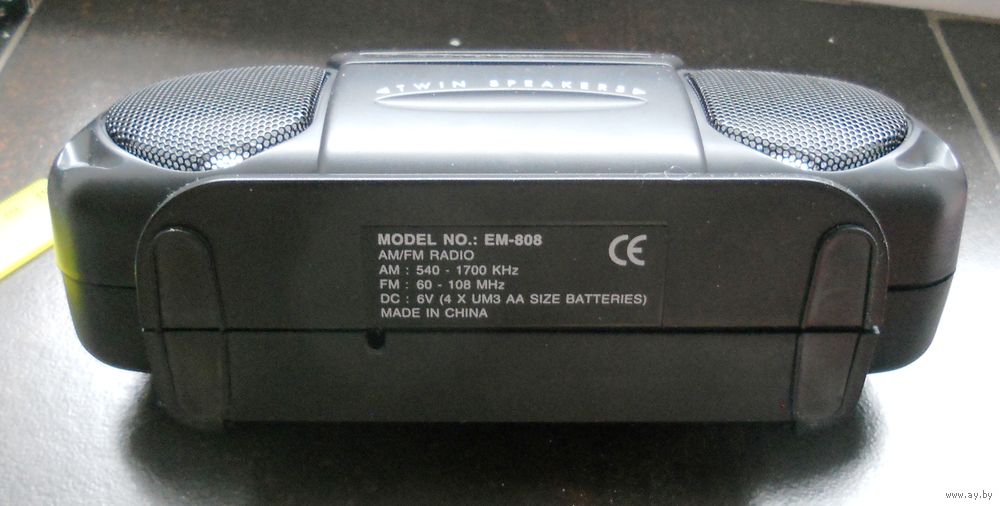 ◄TWIN SPEAKERS►
MODEL NO.: EM-808
AM/FM RADIO
AM : 540 - 1700 KHz
FM : 60 - 108 MHz
DC : 6V (4 X UM3 AA SIZE BATTERIES)
MADE IN CHINA
CE
www.ay.by